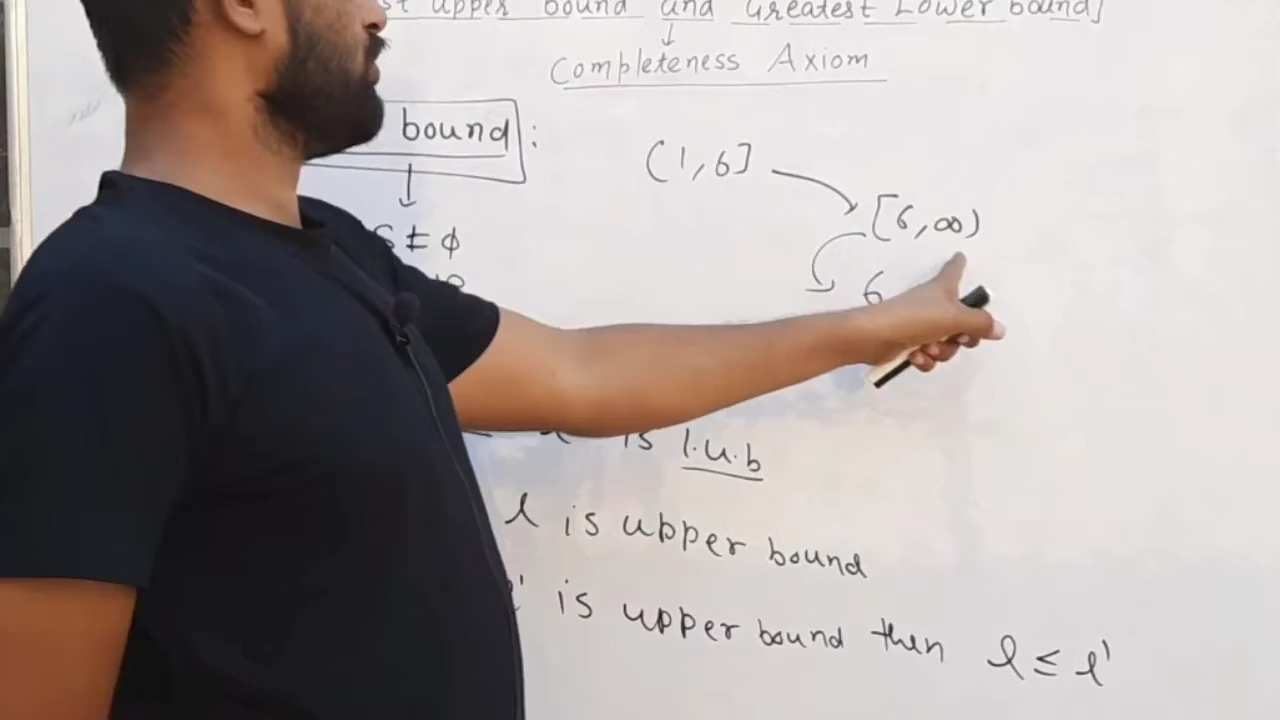 upper bound and Greatest Lower bound]
↓
Completeness Axiom
bound :
(1,6]
↓
[6,∞)
S ≠ ϕ
6
is l.u.b
l is upper bound
l' is upper bound then l ≤ l'